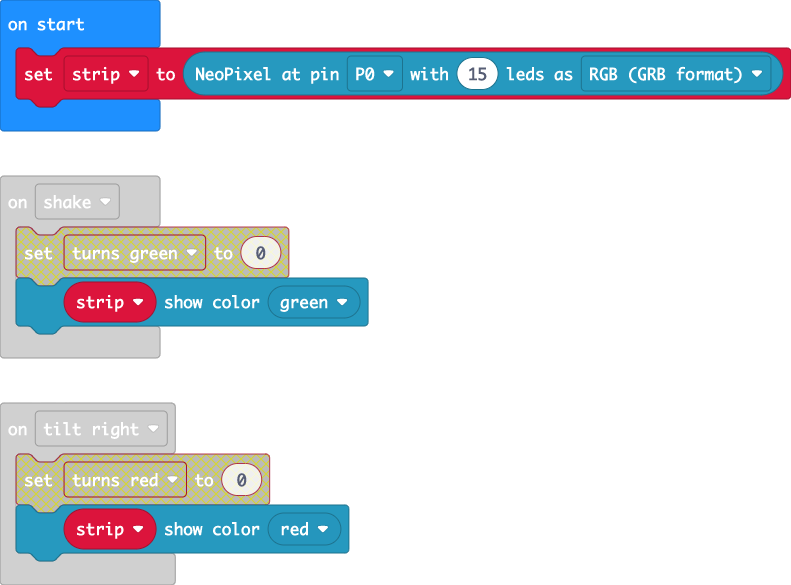 on start
set strip to NeoPixel at pin P0 with 15 leds as RGB (GRB format)
on shake
set turns green to 0
strip show color green
on tilt right
set turns red to 0
strip show color red